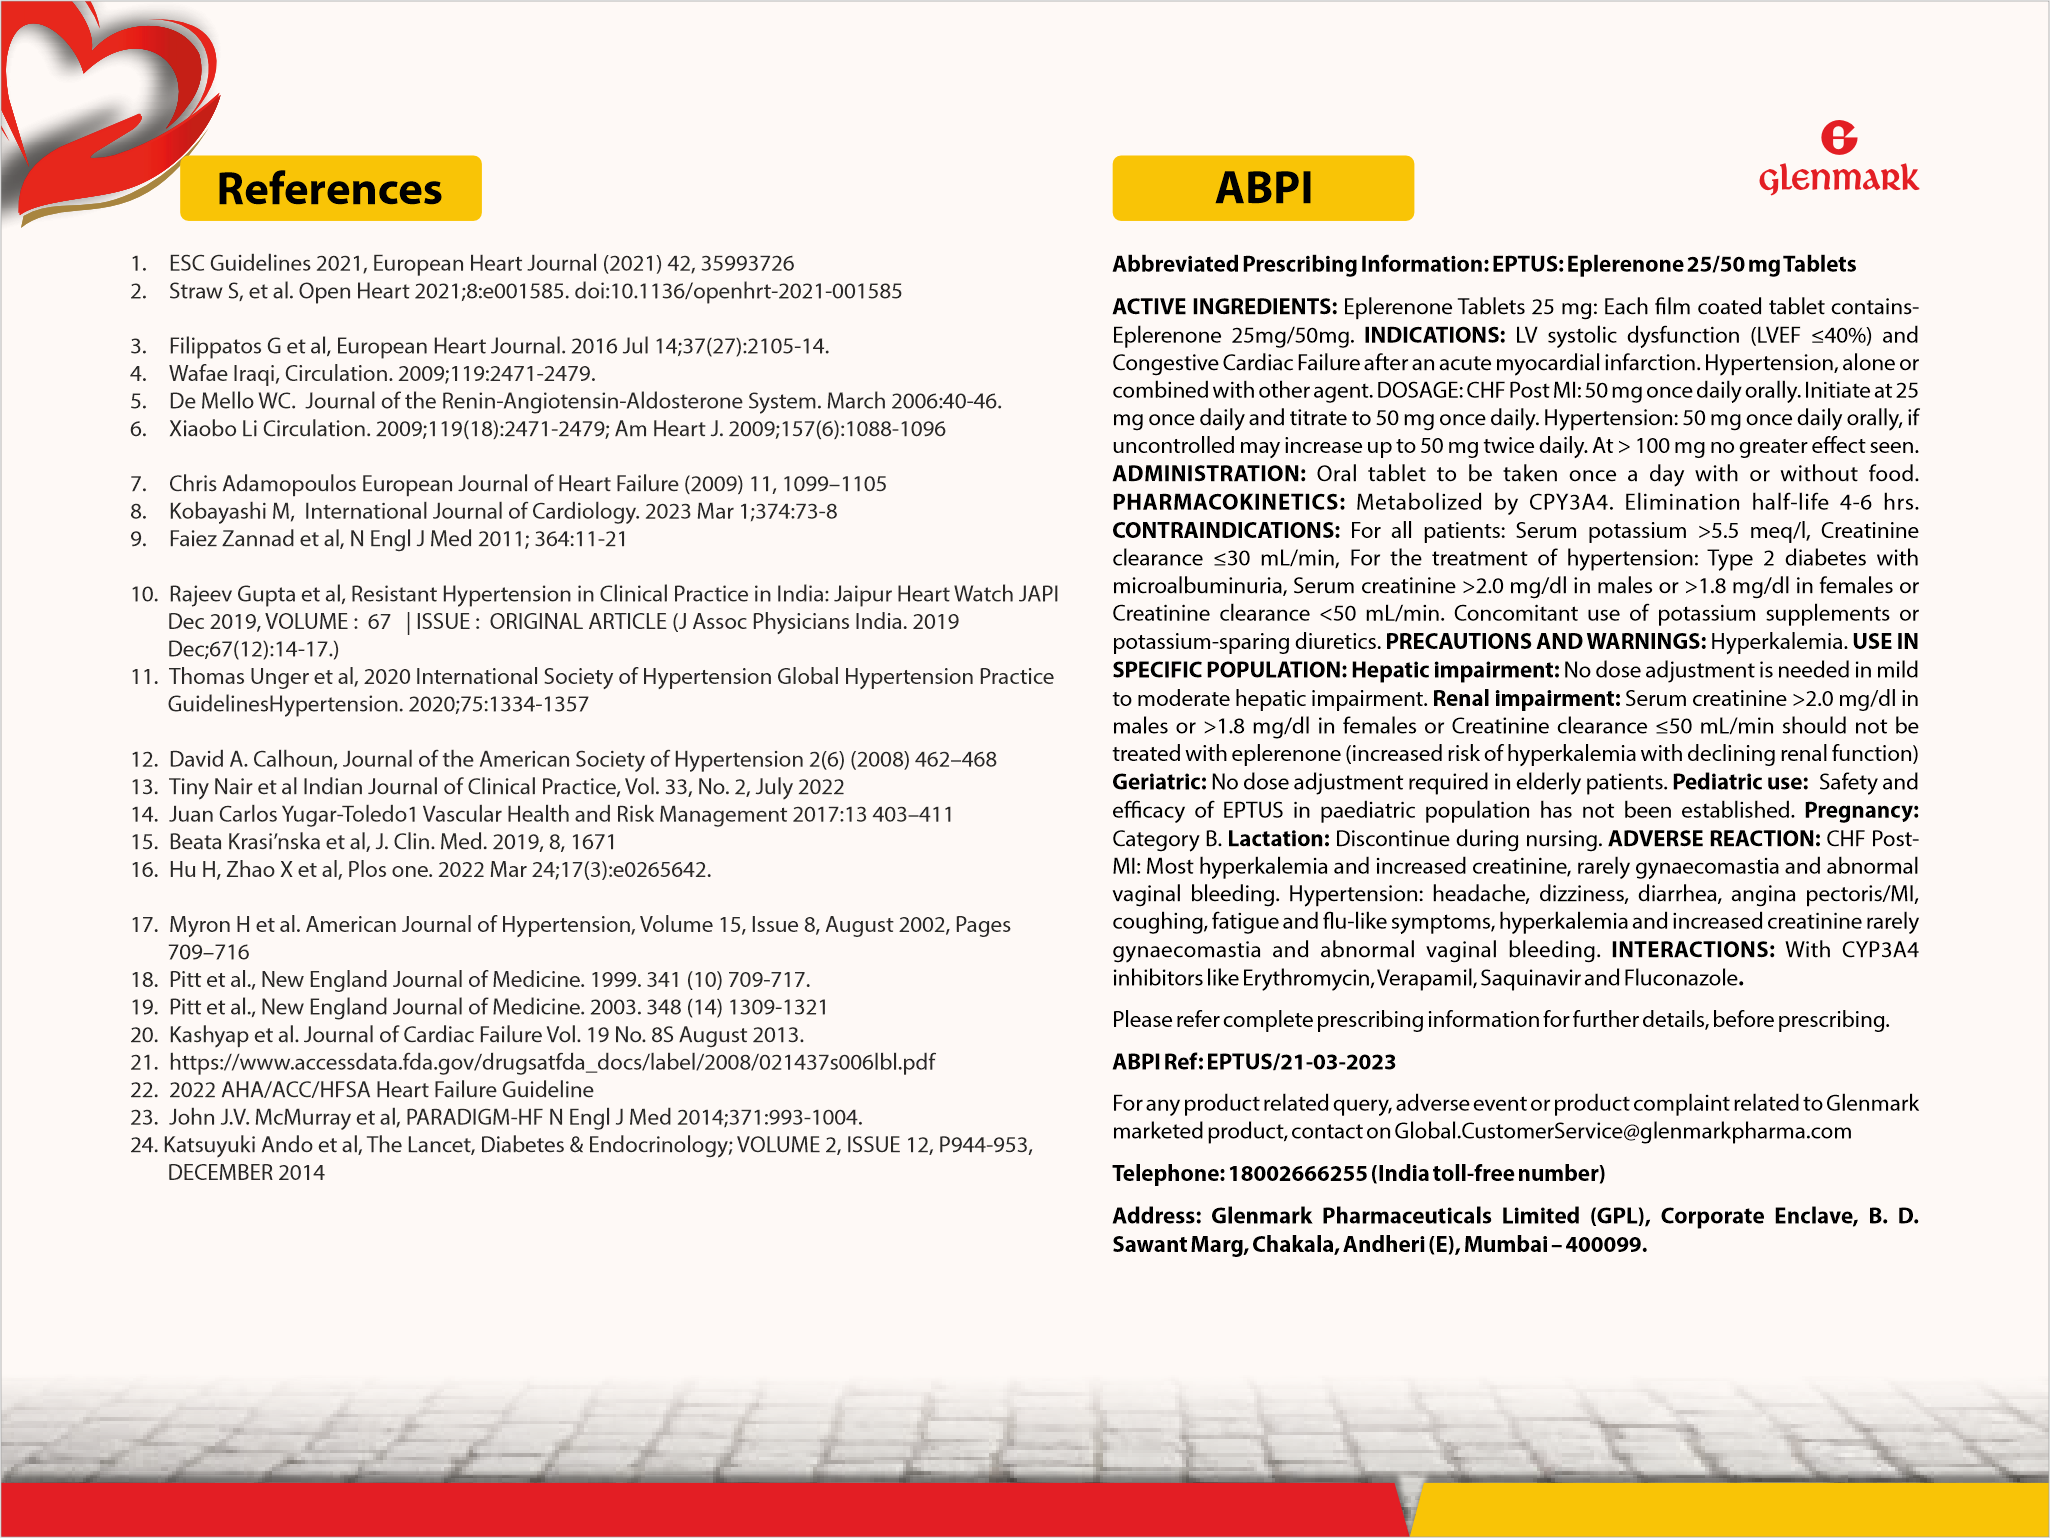 References
1. ESC Guidelines 2021, European Heart Journal (2021) 42, 35993726
2. Straw S, et al. Open Heart 2021;8:e001585. doi:10.1136/openhrt-2021-001585
3. Filippatos G et al, European Heart Journal. 2016 Jul 14;37(27):2105-14.
4. Wafae Iraqi, Circulation. 2009;119:2471-2479.
5. De Mello WC. Journal of the Renin-Angiotensin-Aldosterone System. March 2006:40-46.
6. Xiaobo Li Circulation. 2009;119(18):2471-2479; Am Heart J. 2009;157(6):1088-1096
7. Chris Adamopoulos European Journal of Heart Failure (2009) 11, 1099–1105
8. Kobayashi M, International Journal of Cardiology. 2023 Mar 1;374:73-8
9. Faiez Zannad et al, N Engl J Med 2011; 364:11-21
10. Rajeev Gupta et al, Resistant Hypertension in Clinical Practice in India: Jaipur Heart Watch JAPI
Dec 2019, VOLUME : 67 | ISSUE : ORIGINAL ARTICLE (J Assoc Physicians India. 2019
Dec;67(12):14-17.)
11. Thomas Unger et al, 2020 International Society of Hypertension Global Hypertension Practice
GuidelinesHypertension. 2020;75:1334-1357
12. David A. Calhoun, Journal of the American Society of Hypertension 2(6) (2008) 462–468
13. Tiny Nair et al Indian Journal of Clinical Practice, Vol. 33, No. 2, July 2022
14. Juan Carlos Yugar-Toledo1 Vascular Health and Risk Management 2017:13 403–411
15. Beata Krasi’nska et al, J. Clin. Med. 2019, 8, 1671
16. Hu H, Zhao X et al, Plos one. 2022 Mar 24;17(3):e0265642.
17. Myron H et al. American Journal of Hypertension, Volume 15, Issue 8, August 2002, Pages
709–716
18. Pitt et al., New England Journal of Medicine. 1999. 341 (10) 709-717.
19. Pitt et al., New England Journal of Medicine. 2003. 348 (14) 1309-1321
20. Kashyap et al. Journal of Cardiac Failure Vol. 19 No. 8S August 2013.
21. https://www.accessdata.fda.gov/drugsatfda_docs/label/2008/021437s006lbl.pdf
22. 2022 AHA/ACC/HFSA Heart Failure Guideline
23. John J.V. McMurray et al, PARADIGM-HF N Engl J Med 2014;371:993-1004.
24. Katsuyuki Ando et al, The Lancet, Diabetes & Endocrinology; VOLUME 2, ISSUE 12, P944-953,
DECEMBER 2014
ABPI
glenmark
Abbreviated Prescribing Information: EPTUS: Eplerenone 25/50 mg Tablets
ACTIVE INGREDIENTS: Eplerenone Tablets 25 mg: Each film coated tablet contains-
Eplerenone 25mg/50mg. INDICATIONS: LV systolic dysfunction (LVEF ≤40%) and
Congestive Cardiac Failure after an acute myocardial infarction. Hypertension, alone or
combined with other agent. DOSAGE: CHF Post MI: 50 mg once daily orally. Initiate at 25
mg once daily and titrate to 50 mg once daily. Hypertension: 50 mg once daily orally, if
uncontrolled may increase up to 50 mg twice daily. At > 100 mg no greater effect seen.
ADMINISTRATION: Oral tablet to be taken once a day with or without food.
PHARMACOKINETICS: Metabolized by CPY3A4. Elimination half-life 4-6 hrs.
CONTRAINDICATIONS: For all patients: Serum potassium >5.5 meq/l, Creatinine
clearance ≤30 mL/min, For the treatment of hypertension: Type 2 diabetes with
microalbuminuria, Serum creatinine >2.0 mg/dl in males or >1.8 mg/dl in females or
Creatinine clearance <50 mL/min. Concomitant use of potassium supplements or
potassium-sparing diuretics. PRECAUTIONS AND WARNINGS: Hyperkalemia. USE IN
SPECIFIC POPULATION: Hepatic impairment: No dose adjustment is needed in mild
to moderate hepatic impairment. Renal impairment: Serum creatinine >2.0 mg/dl in
males or >1.8 mg/dl in females or Creatinine clearance ≤50 mL/min should not be
treated with eplerenone (increased risk of hyperkalemia with declining renal function)
Geriatric: No dose adjustment required in elderly patients. Pediatric use: Safety and
efficacy of EPTUS in paediatric population has not been established. Pregnancy:
Category B. Lactation: Discontinue during nursing. ADVERSE REACTION: CHF Post-
MI: Most hyperkalemia and increased creatinine, rarely gynaecomastia and abnormal
vaginal bleeding. Hypertension: headache, dizziness, diarrhea, angina pectoris/MI,
coughing, fatigue and flu-like symptoms, hyperkalemia and increased creatinine rarely
gynaecomastia and abnormal vaginal bleeding. INTERACTIONS: With CYP3A4
inhibitors like Erythromycin, Verapamil, Saquinavir and Fluconazole.
Please refer complete prescribing information for further details, before prescribing.
ABPI Ref: EPTUS/21-03-2023
For any product related query, adverse event or product complaint related to Glenmark
marketed product, contact on Global.CustomerService@glenmarkpharma.com
Telephone: 18002666255 (India toll-free number)
Address: Glenmark Pharmaceuticals Limited (GPL), Corporate Enclave, B. D.
Sawant Marg, Chakala, Andheri (E), Mumbai – 400099.